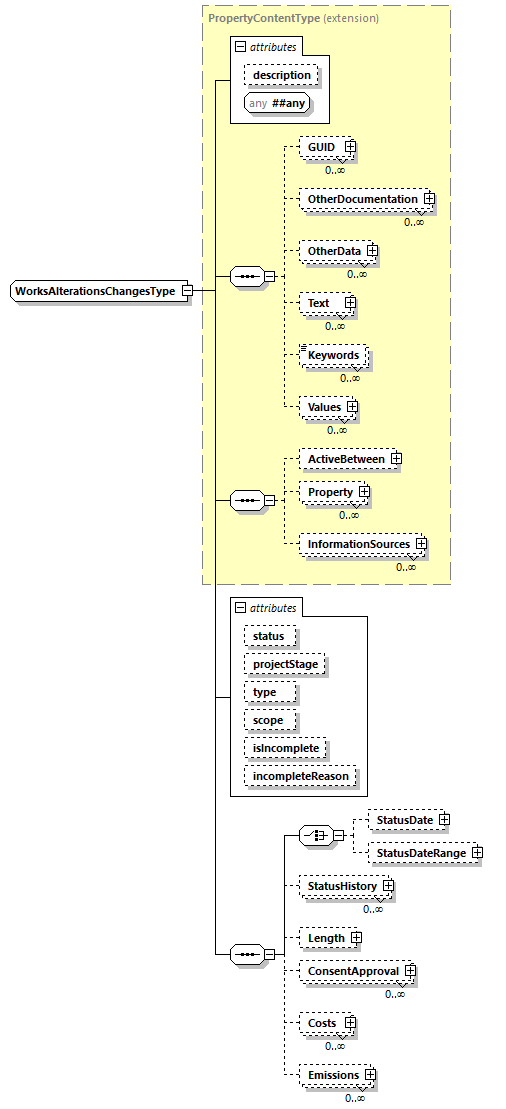 PropertyContentType (extension)
attributes
description
any ##any
GUID
0..∞
OtherDocumentation
0..∞
OtherData
0..∞
WorksAlterationsChangesType
Text
0..∞
Keywords
0..∞
Values
0..∞
ActiveBetween
Property
0..∞
InformationSources
0..∞
attributes
status
projectStage
type
scope
isIncomplete
incompleteReason
StatusDate
StatusDateRange
StatusHistory
0..∞
Length
ConsentApproval
0..∞
Costs
0..∞
Emissions
0..∞